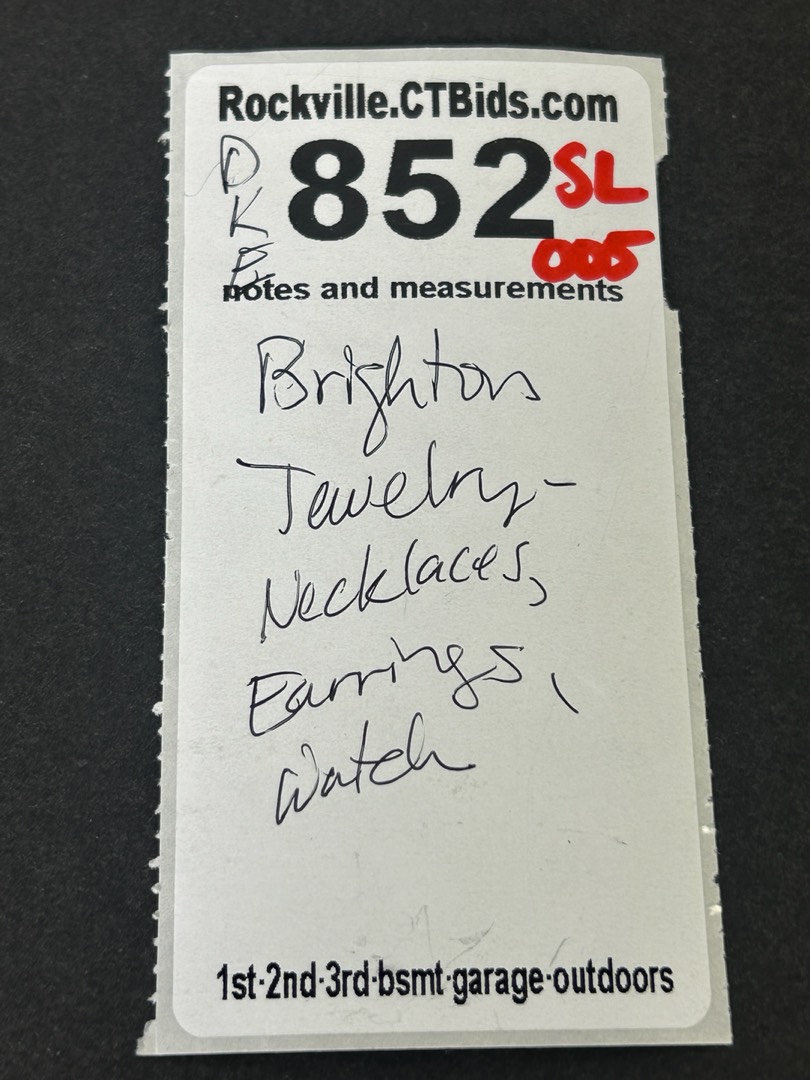 Rockville.CTBids.com
D
K
E
852
SL
005
notes and measurements
Brighton
Jewelry-
Necklaces,
Earrings,
Watch
1st·2nd·3rd·bsmt·garage·outdoors